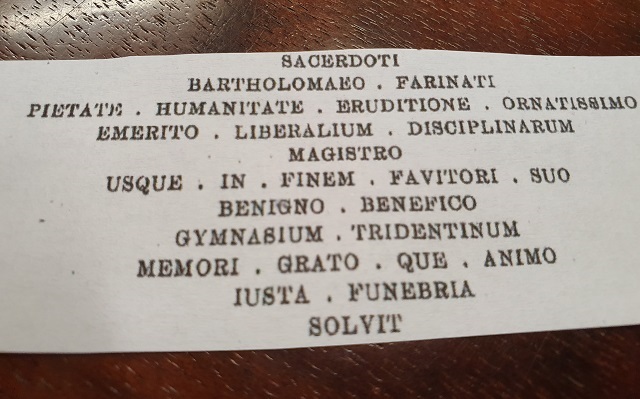 SACERDOTI
BARTHOLOMAEO . FARINATI
PIETATE . HUMANITATE . ERUDITIONE . ORNATISSIMO
EMERITO . LIBERALIUM . DISCIPLINARUM
MAGISTRO
USQUE . IN . FINEM . FAVITORI . SUO
BENIGNO . BENEFICO
GYMNASIUM . TRIDENTINUM
MEMORI . GRATO . QUE . ANIMO
IUSTA . FUNEBRIA
SOLVIT